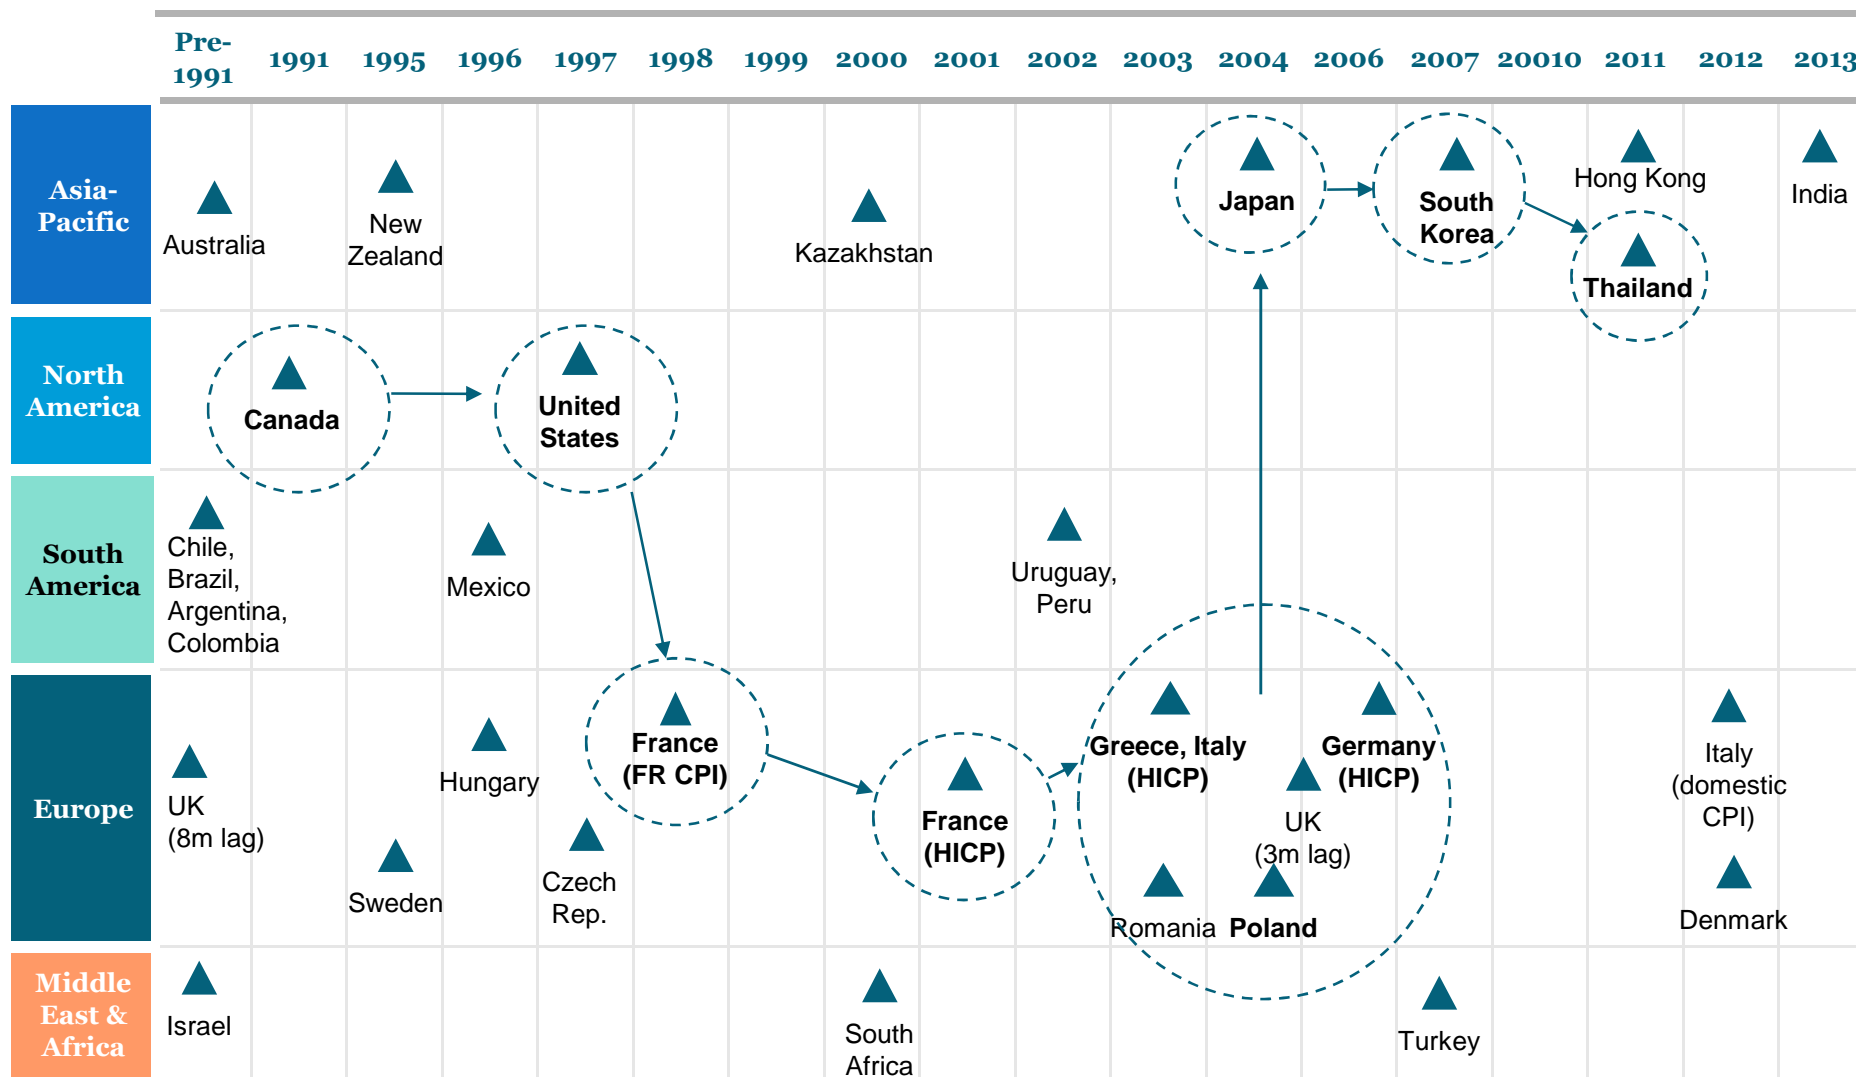 Pre-
1991
1991
1995
1996
1997
1998
1999
2000
2001
2002
2003
2004
2006
2007
20010
2011
2012
2013
Asia-
Pacific
Australia
New
Zealand
Kazakhstan
Japan
South
Korea
Hong Kong
Thailand
India
North
America
Canada
United
States
South
America
Chile,
Brazil,
Argentina,
Colombia
Mexico
Uruguay,
Peru
Europe
UK
(8m lag)
Sweden
Hungary
Czech
Rep.
France
(FR CPI)
France
(HICP)
Greece, Italy
(HICP)
Romania
Poland
UK
(3m lag)
Germany
(HICP)
Italy
(domestic
CPI)
Denmark
Middle
East &
Africa
Israel
South
Africa
Turkey